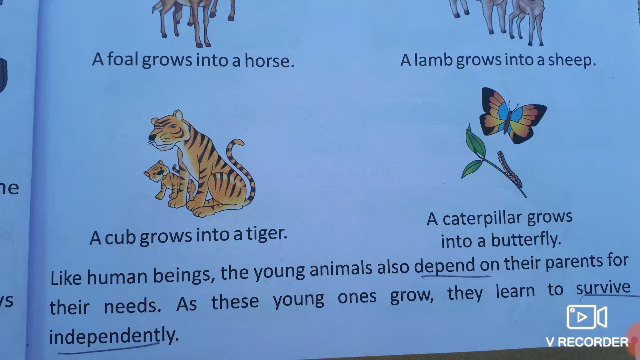 A foal grows into a horse.
A lamb grows into a sheep.
A cub grows into a tiger.
A caterpillar grows
into a butterfly.
Like human beings, the young animals also depend on their parents for
their needs. As these young ones grow, they learn to survive
independently.
V RECORDER